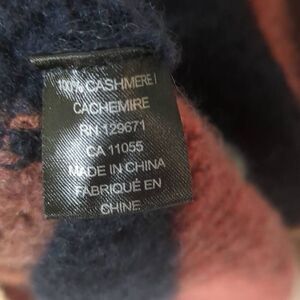 100% CASHMERE /
CACHEMIRE
RN 129671
CA 11055
MADE IN CHINA
FABRIQUÉ EN
CHINE